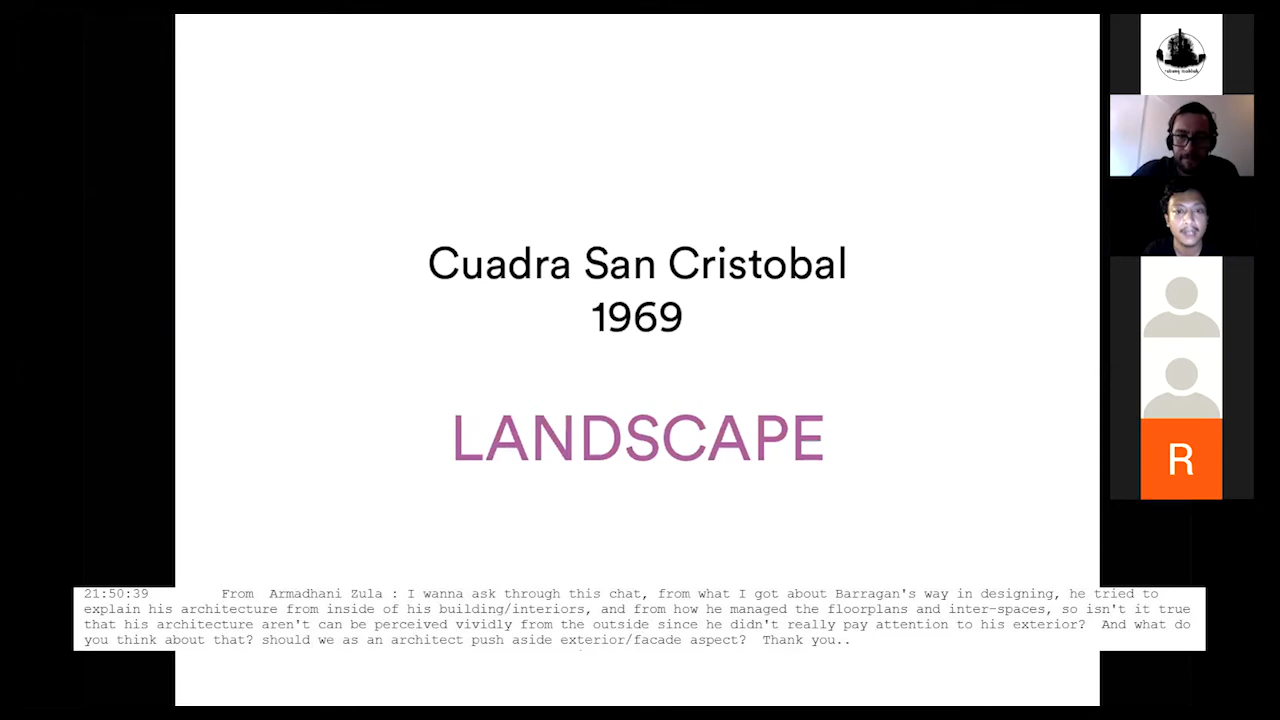 Cuadra San Cristobal
1969
LANDSCAPE
R
21:50:39 From Armadhani Zula : I wanna ask through this chat, from what I got about Barragan's way in designing, he tried to
explain his architecture from inside of his building/interiors, and from how he managed the floorplans and inter-spaces, so isn't it true
that his architecture aren't can be perceived vividly from the outside since he didn't really pay attention to his exterior? And what do
you think about that? should we as an architect push aside exterior/facade aspect? Thank you..